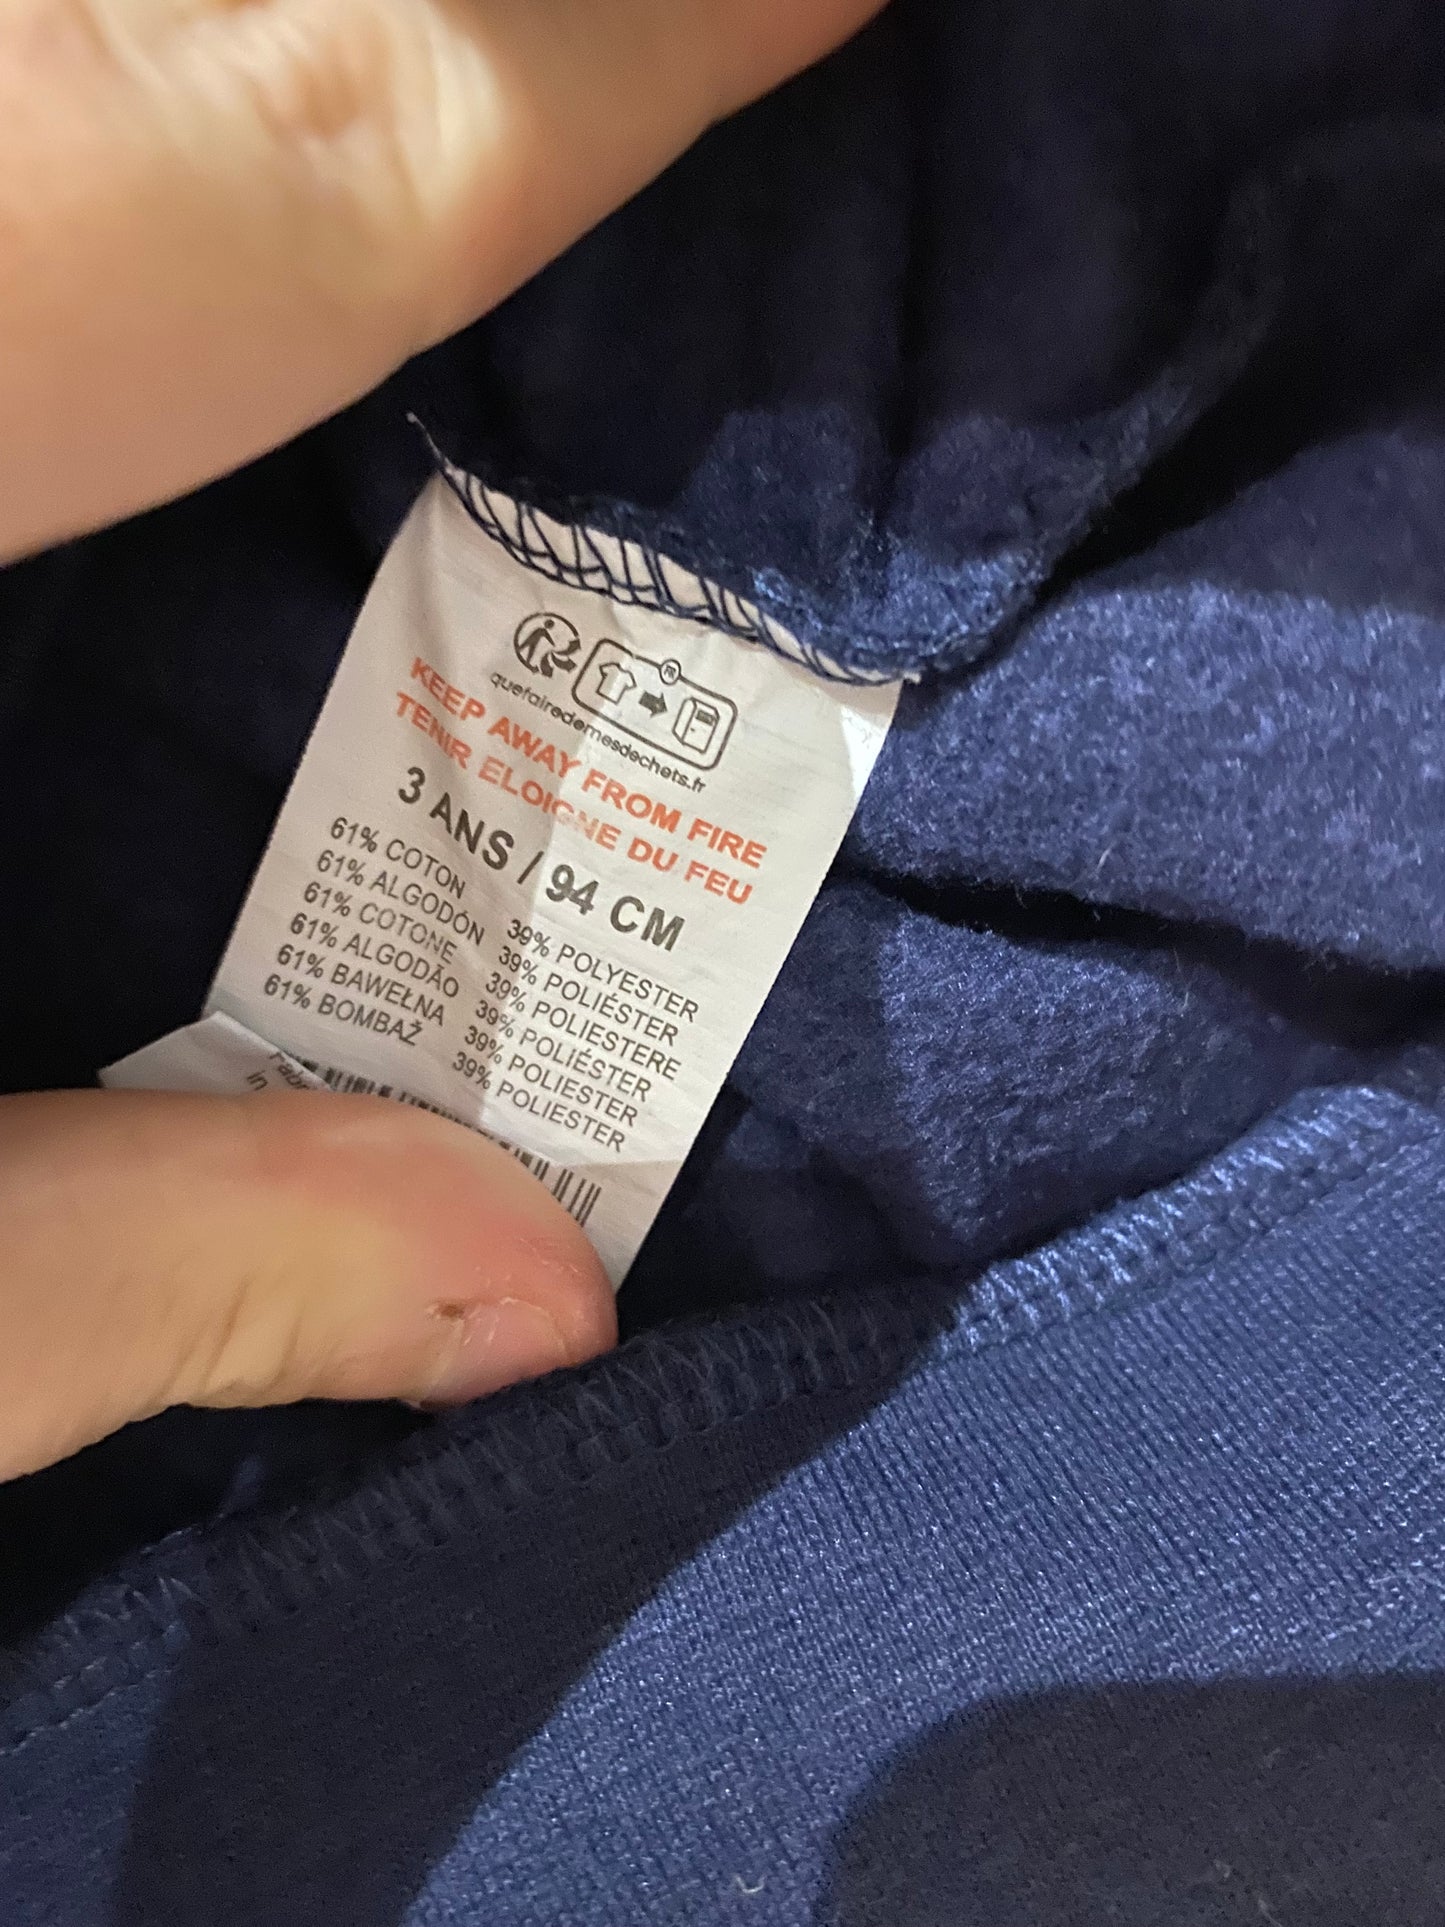 FR
quefairedemesdechets.fr
KEEP AWAY FROM FIRE
TENIR ELOIGNE DU FEU
3 ANS / 94 CM
61% COTON 39% POLYESTER
61% ALGODÓN 39% POLIÉSTER
61% COTONE 39% POLIESTERE
61% ALGODÃO 39% POLIÉSTER
61% BAWEŁNA 39% POLIESTER
61% BOMBAŽ 39% POLIESTER
in